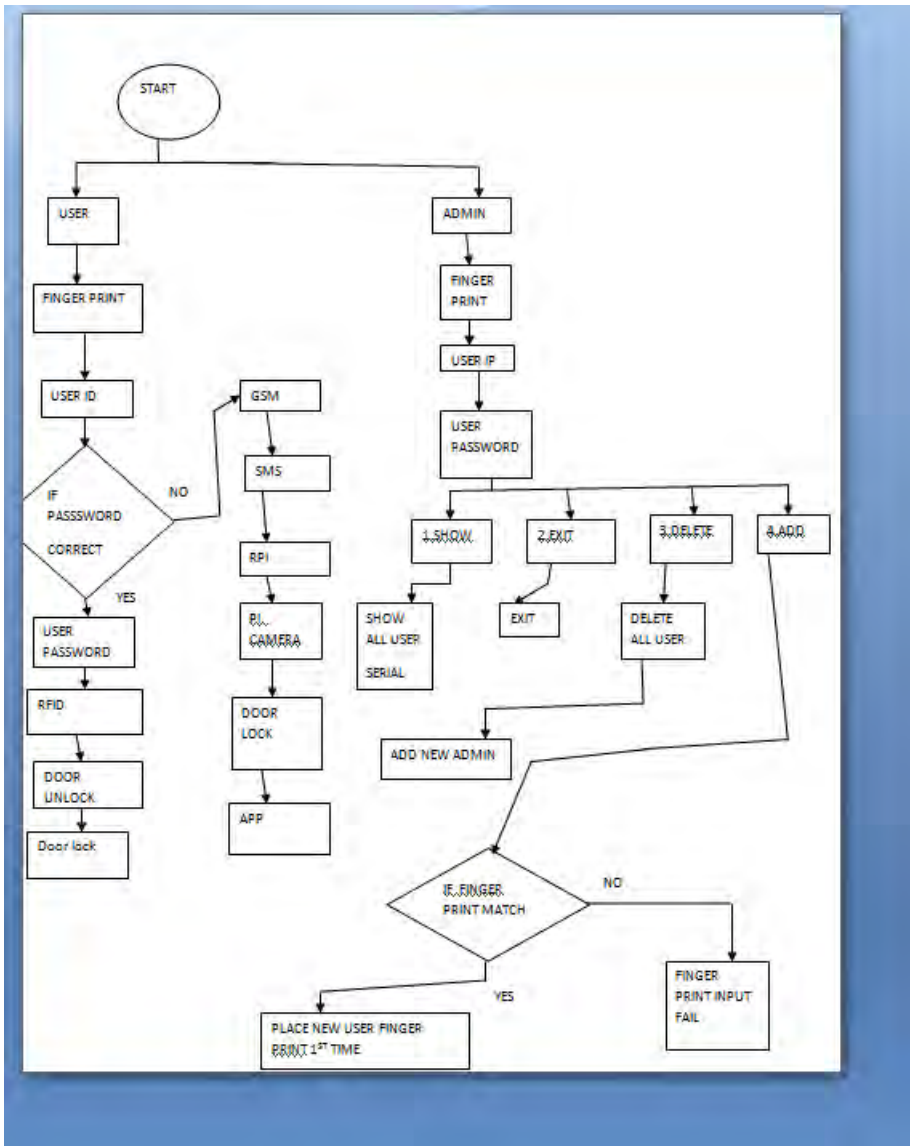 START
USER
ADMIN
FINGER PRINT
FINGER
PRINT
USER IP
USER ID
GSM
USER
PASSWORD
SMS
NO
IF
PASSSWORD
CORRECT
1.SHOW
2.EXIT
3.DELETE
RPI
YES
USER
PASSWORD
PI.
CAMERA
SHOW
ALL USER
SERIAL
EXIT
DELETE
ALL USER
RFID
DOOR
LOCK
ADD NEW ADMIN
DOOR
UNLOCK
APP
Door lock
IF FINGER
PRINT MATCH
NO
YES
FINGER
PRINT INPUT
FAIL
PLACE NEW USER FINGER
PRINT 1ST TIME